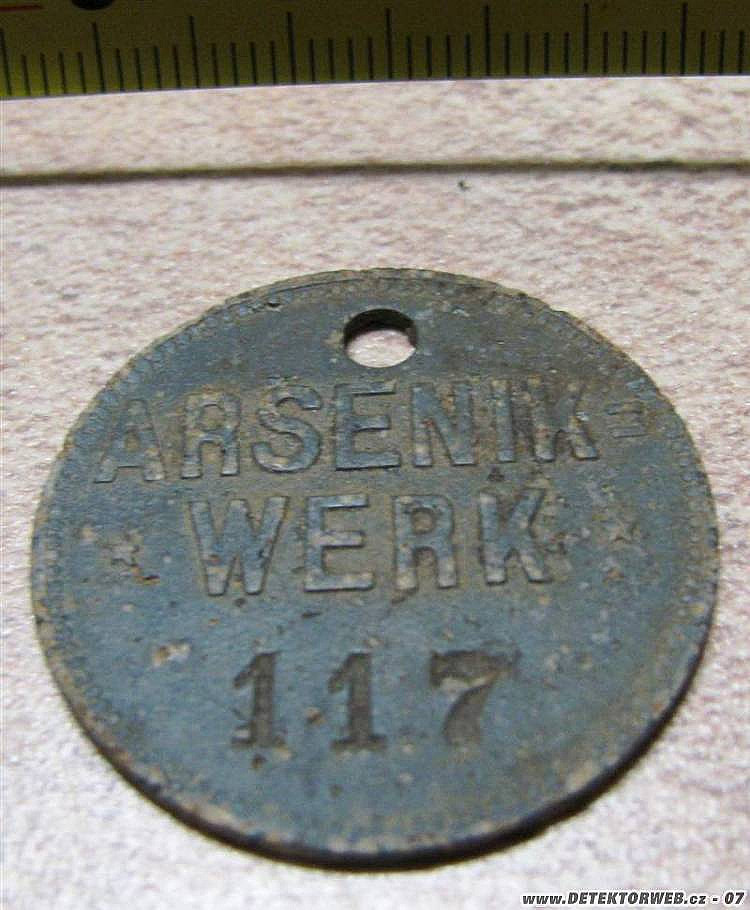 ARSENIK=
WERK
117
www.DETEKTORWEB.cz - 07